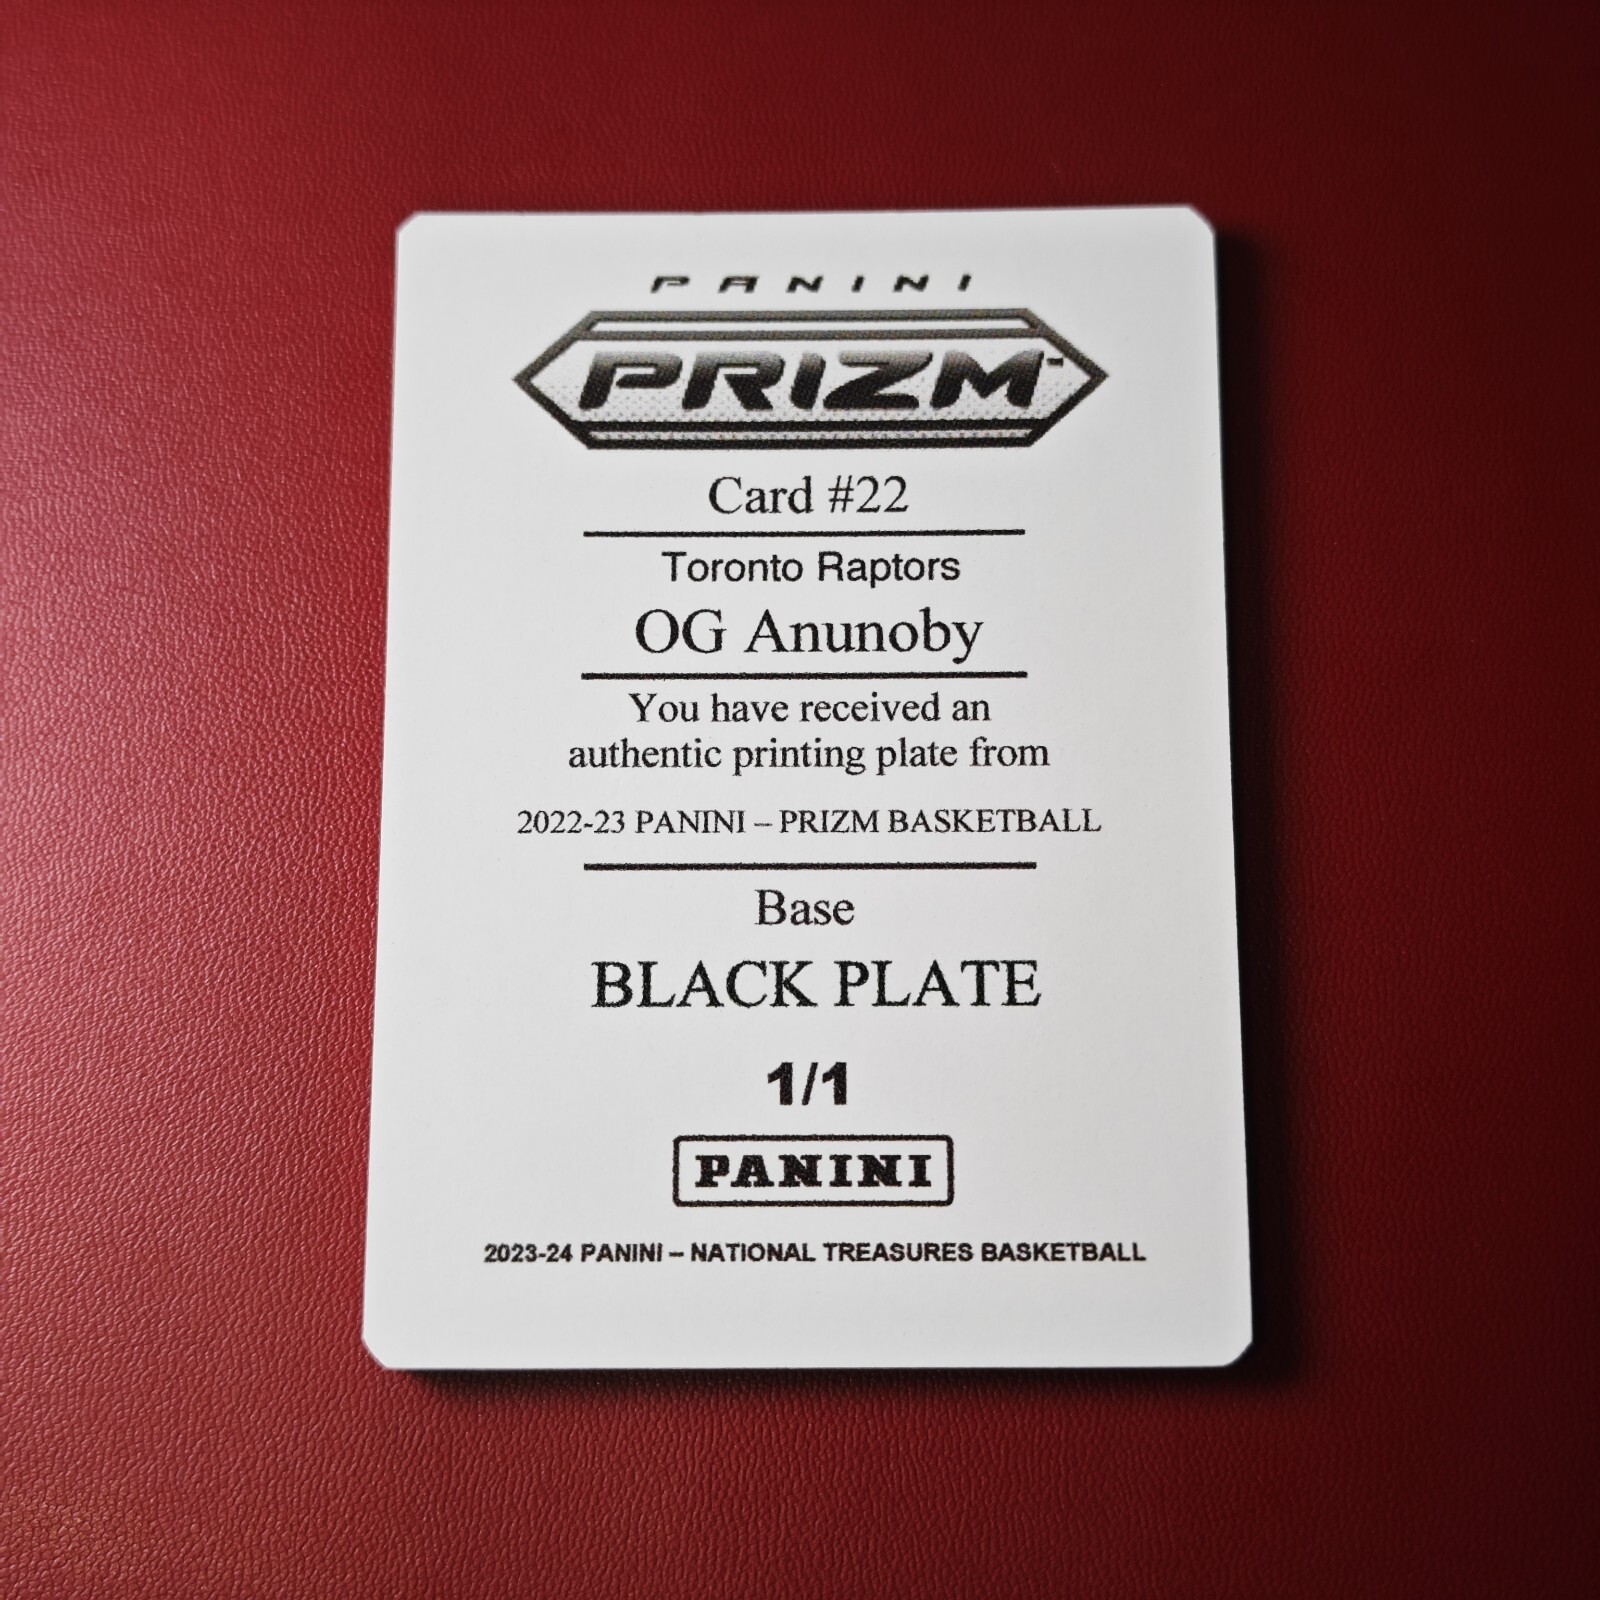 PANINI
PRIZM™
Card #22
Toronto Raptors
OG Anunoby
You have received an
authentic printing plate from
2022-23 PANINI – PRIZM BASKETBALL
Base
BLACK PLATE
1/1
PANINI
2023-24 PANINI – NATIONAL TREASURES BASKETBALL